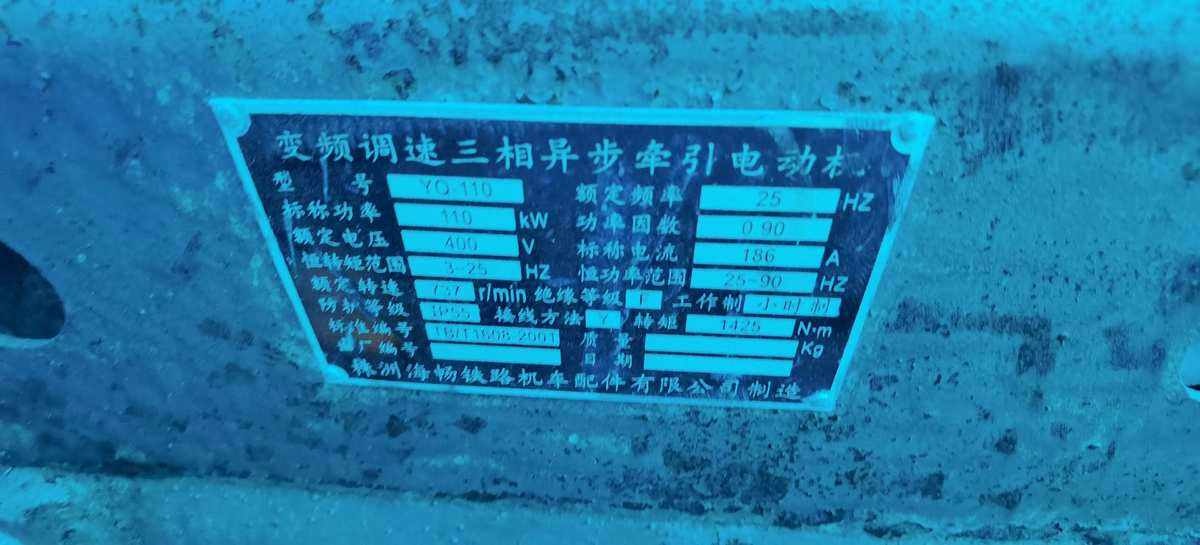 变频调速三相异步牵引电动机
型 号 YQ-110 额定频率 25 HZ
标称功率 110 kW 功率因数 0.90
额定电压 400 V 标称电流 186 A
恒转矩范围 3-25 HZ 恒功率范围 25-90 HZ
额定转速 737 r/min 绝缘等级 F 工作制 小时制
防护等级 IP55 接线方法 Y 转矩 1425 N·m
标准编号 TB/T1608-2001 质 量 Kg
出厂编号 日 期
株洲海畅铁路机车配件有限公司制造